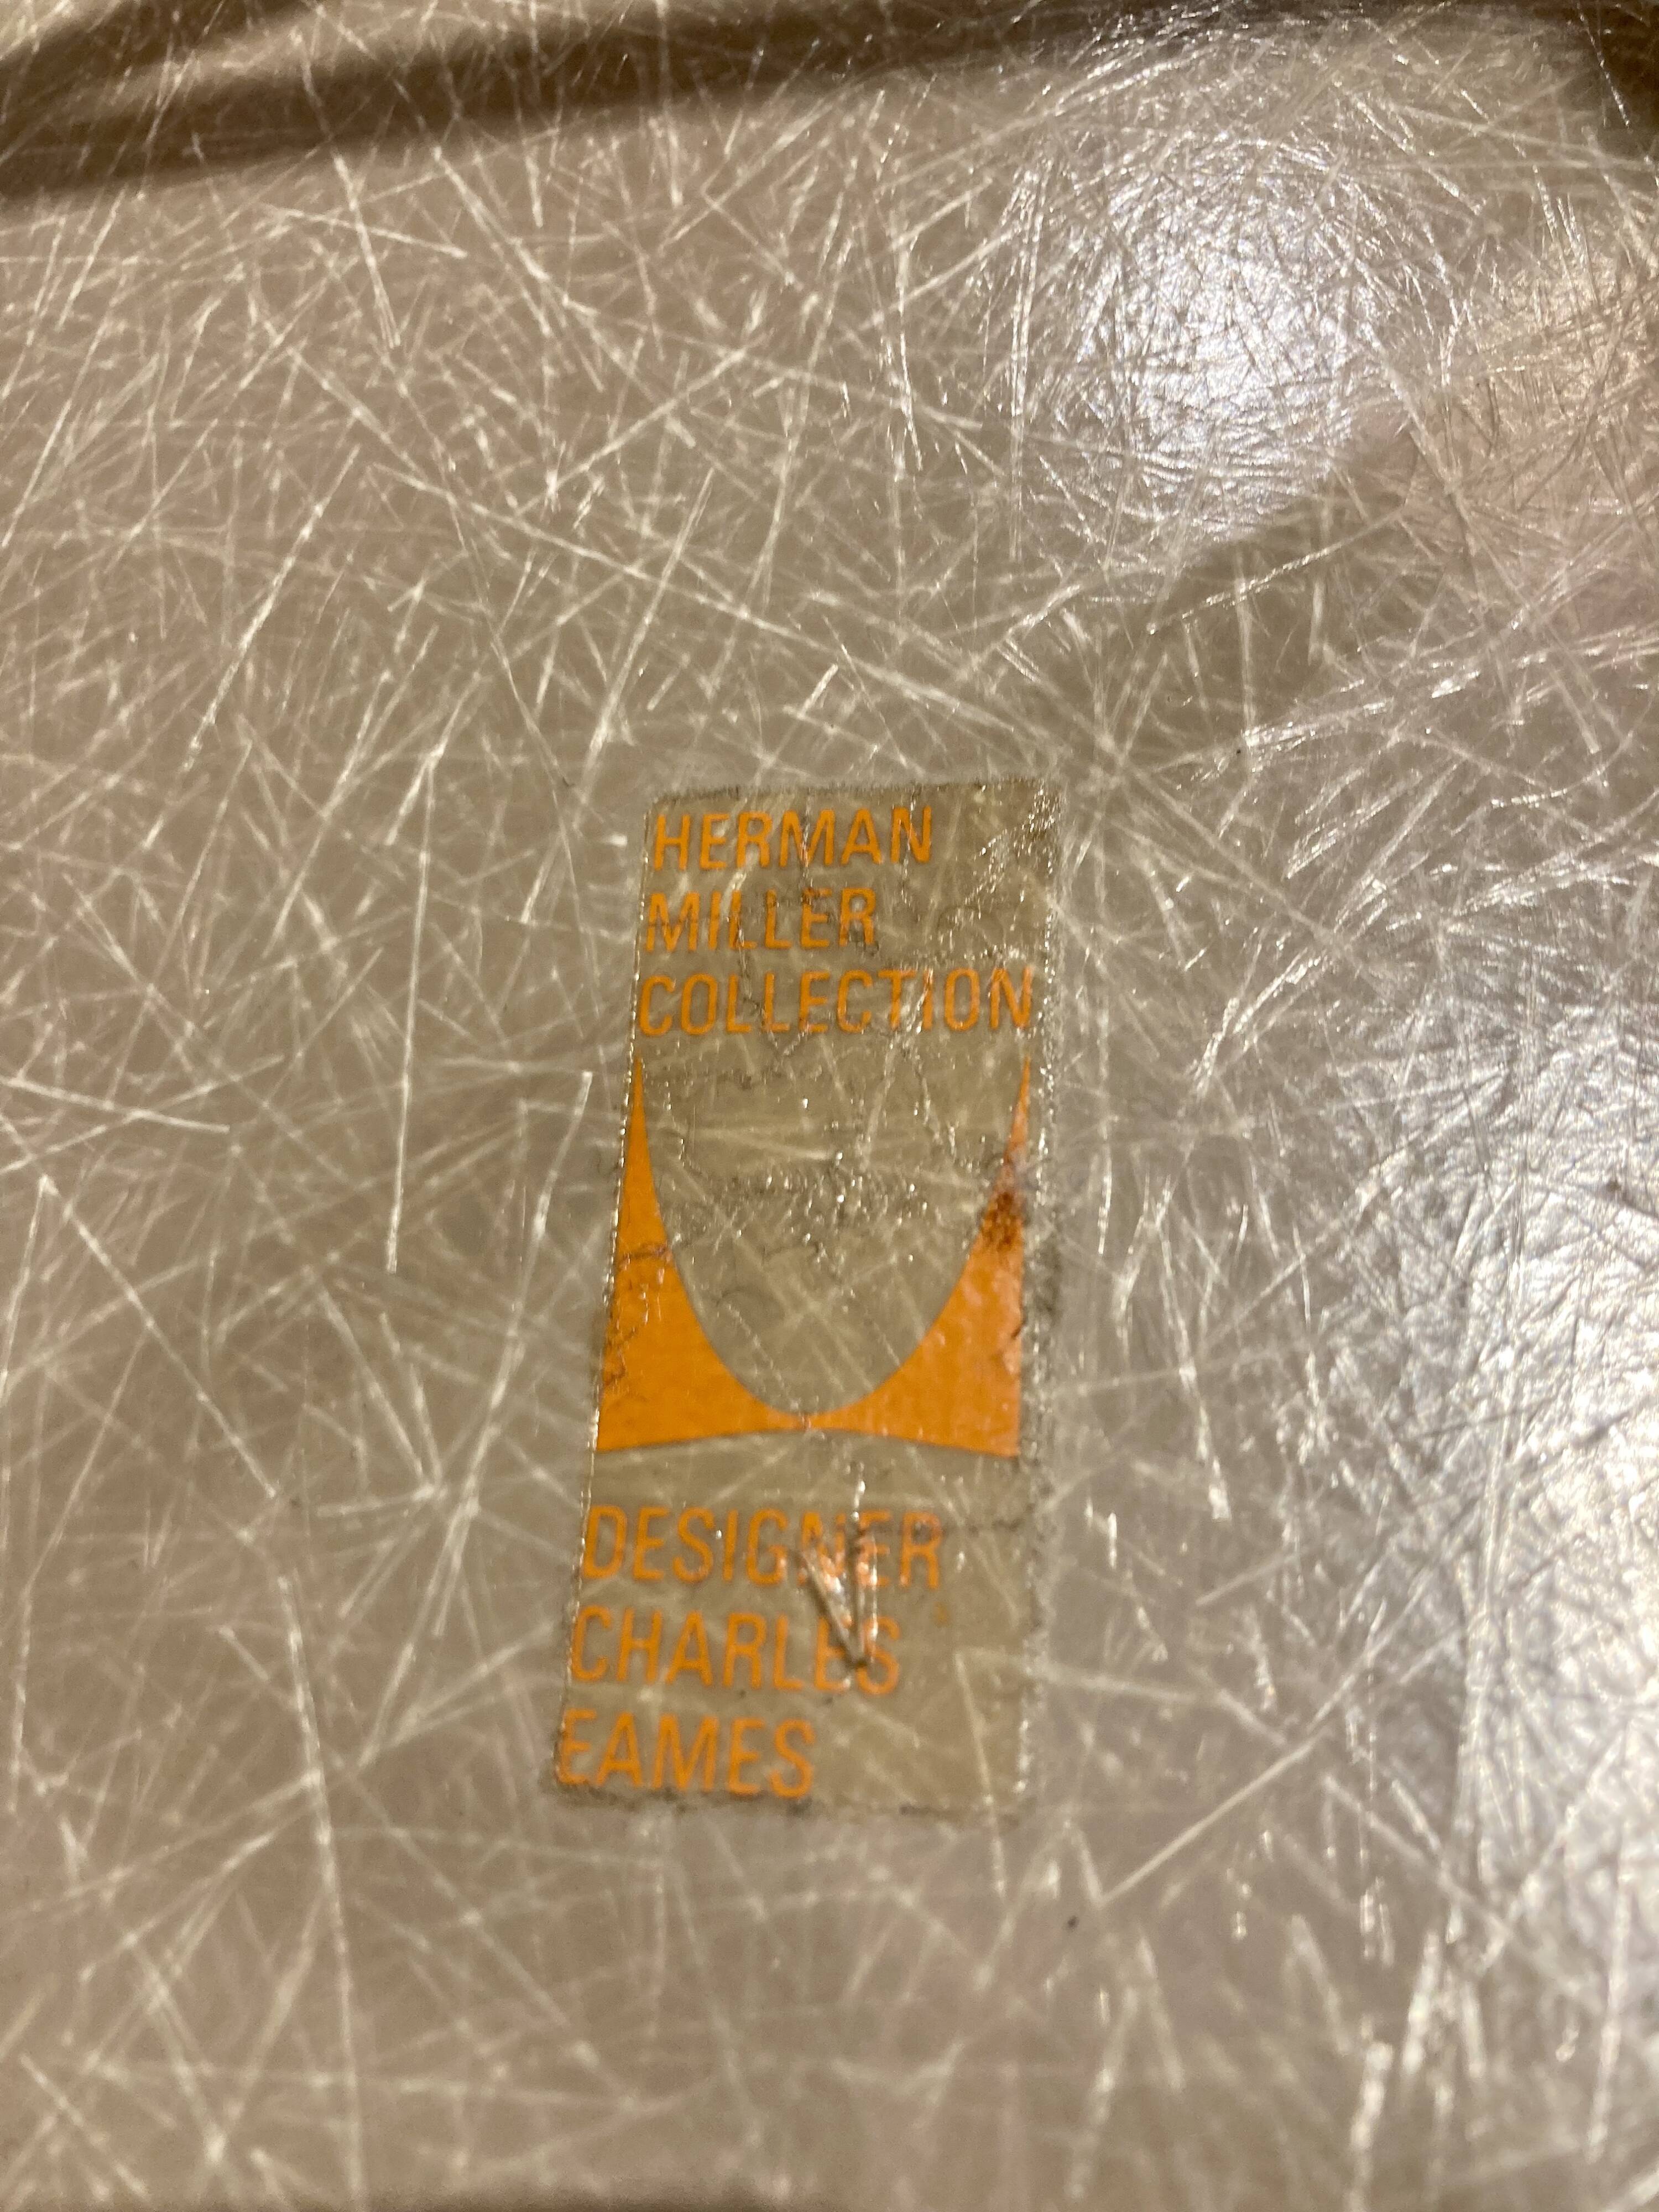 HERMAN
MILLER
COLLECTION
DESIGNER
CHARLES
EAMES